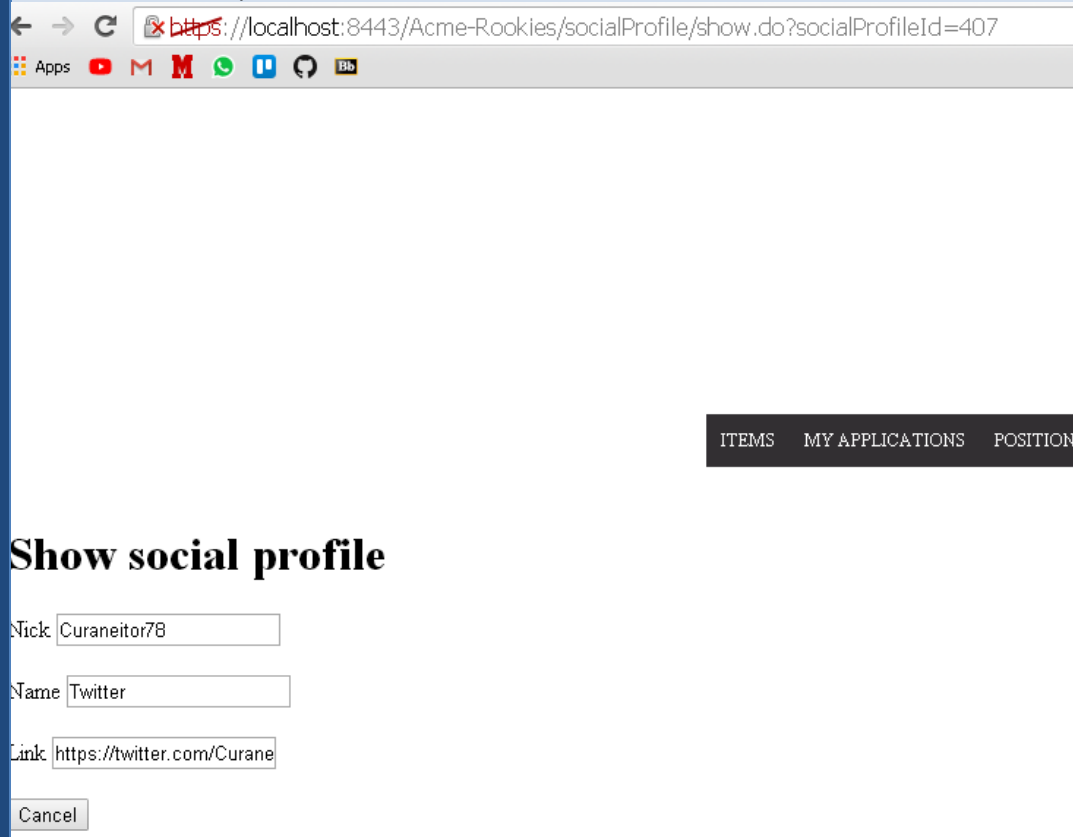 https://localhost:8443/Acme-Rookies/socialProfile/show.do?socialProfileId=407
Apps M M Bb
ITEMS MY APPLICATIONS POSITION
Show social profile
Nick Curaneitor78
Name Twitter
Link https://twitter.com/Curane
Cancel